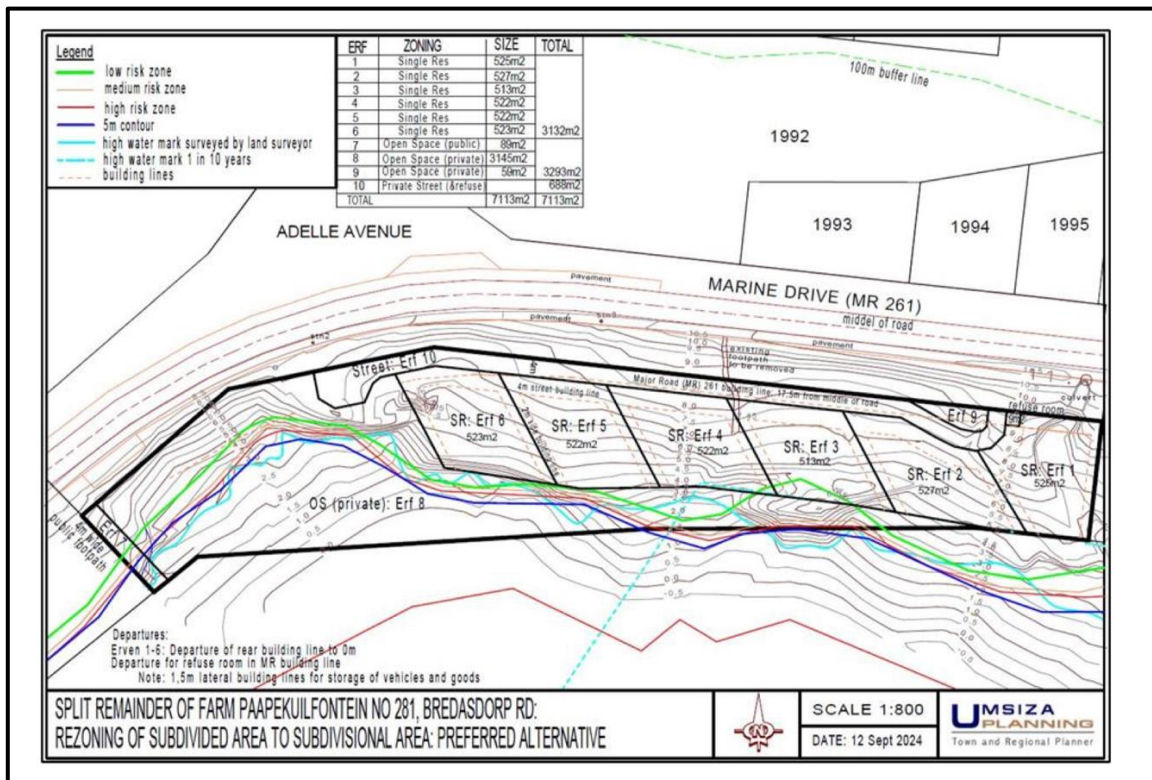 Legend
low risk zone
medium risk zone
high risk zone
5m contour
high water mark surveyed by land surveyor
high water mark 1 in 10 years
building lines
ERF ZONING SIZE TOTAL
1 Single Res 525m2
2 Single Res 527m2
3 Single Res 513m2
4 Single Res 522m2
5 Single Res 522m2
6 Single Res 523m2 3132m2
7 Open Space (public) 89m2
8 Open Space (private) 3145m2
9 Open Space (private) 59m2 3293m2
10 Private Street (&refuse) 688m2
TOTAL 7113m2 7113m2
100m buffer line
1992
1993
1994
1995
ADELLE AVENUE
MARINE DRIVE (MR 261)
middel of road
pavement
pavement
pavement
stn2
existing
footpath
to be removed
culvert
Street: Erf 10
4m
Major Road (MR) 261 building line: 17,5m from middle of road
4m street building line
refuse room
Erf 9
SR: Erf 6
523m2
SR: Erf 5
522m2
SR: Erf 4
522m2
SR: Erf 3
513m2
SR: Erf 2
527m2
SR: Erf 1
525m2
OS (private): Erf 8
Erf 7
4m wide
public footpath
Departures:
Erven 1-6: Departure of rear building line to 0m
Departure for refuse room in MR building line
Note: 1,5m lateral building lines for storage of vehicles and goods
SPLIT REMAINDER OF FARM PAAPEKUILFONTEIN NO 281, BREDASDORP RD:
REZONING OF SUBDIVIDED AREA TO SUBDIVISIONAL AREA: PREFERRED ALTERNATIVE
SCALE 1:800
DATE: 12 Sept 2024
UMSIZA
PLANNING
Town and Regional Planner